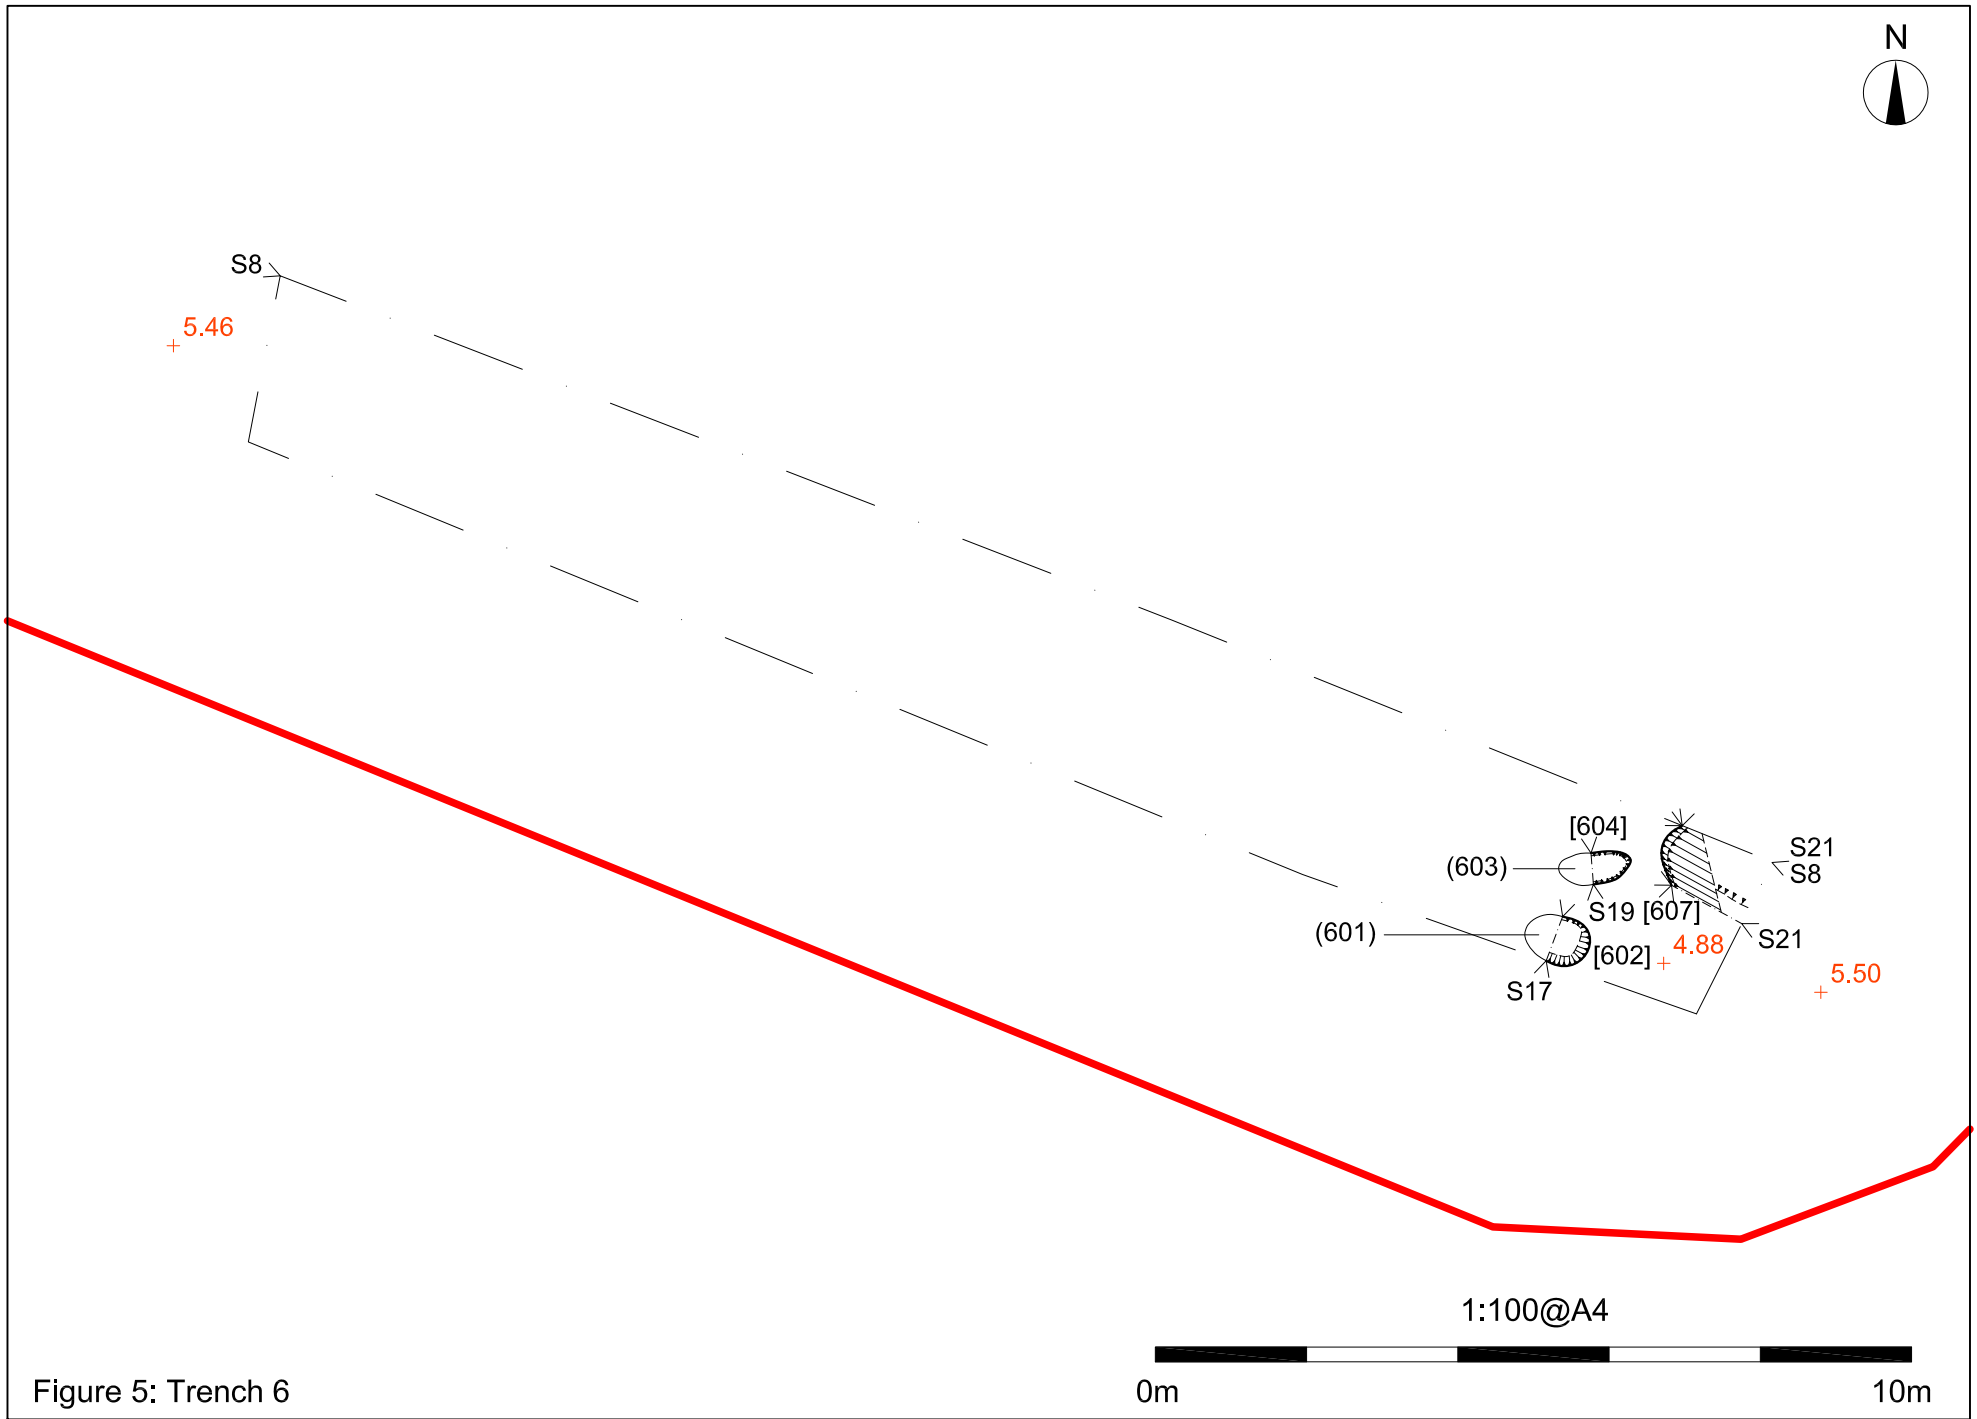 N
S8
5.46
[604]
(603)
S21
S8
S19
[607]
(601)
[602]
4.88
S21
5.50
S17
1:100@A4
0m
10m
Figure 5: Trench 6